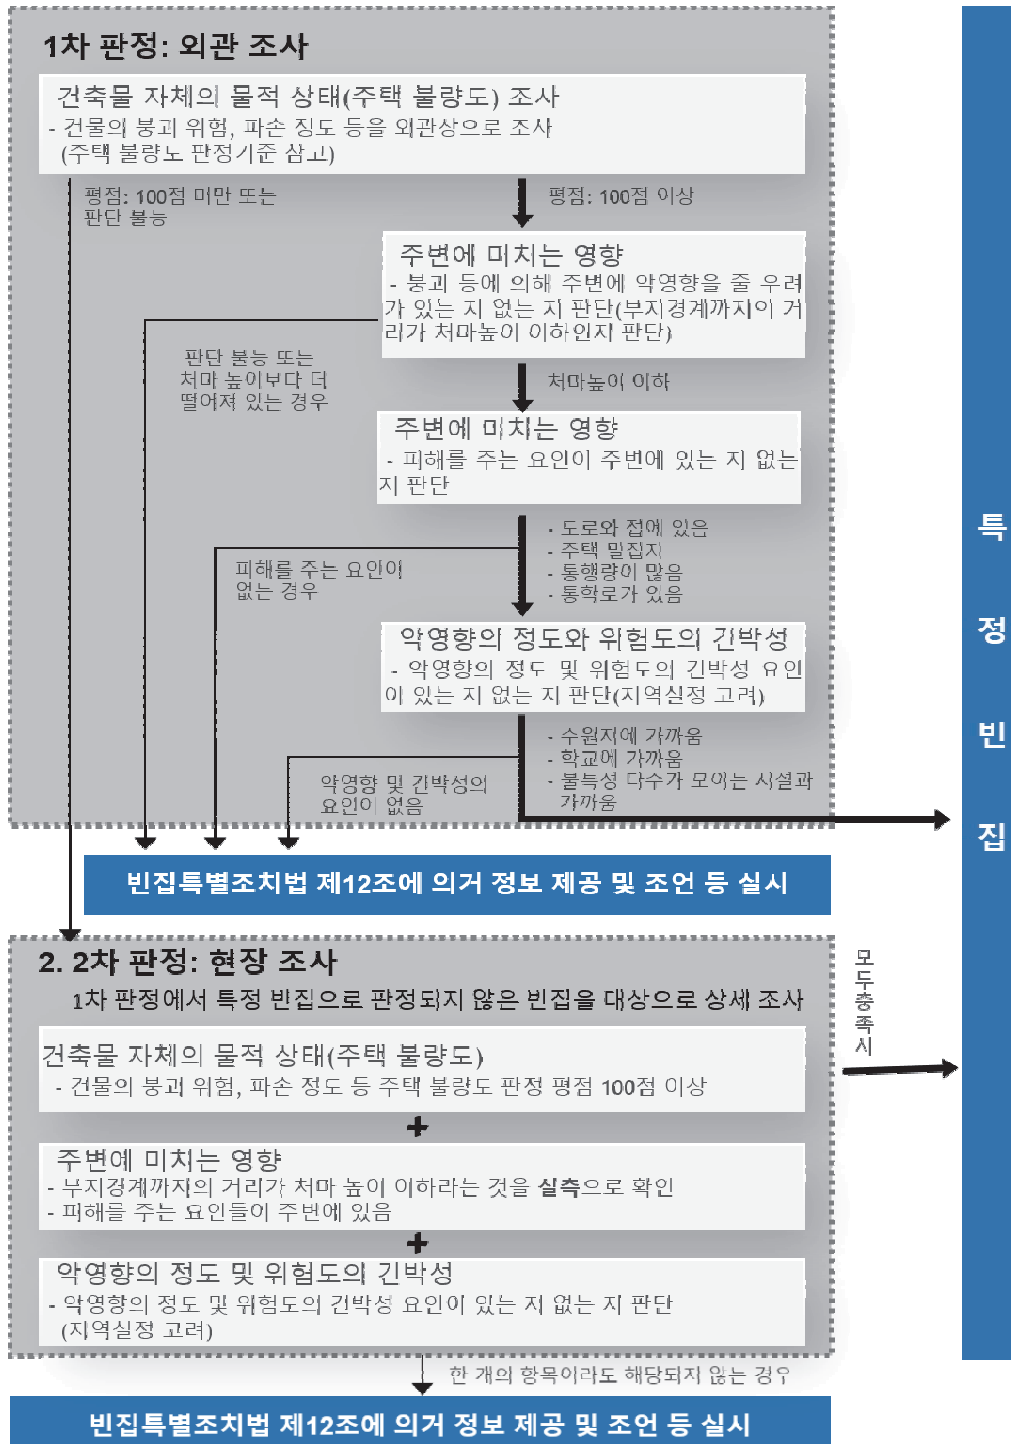 1차 판정: 외관 조사
건축물 자체의 물적 상태(주택 불량도) 조사
- 건물의 붕괴 위험, 파손 정도 등을 외관상으로 조사
(주택 불량도 판정기준 참고)
평점: 100점 미만 또는
판단 불능
평점: 100점 이상
주변에 미치는 영향
- 붕괴 등에 의해 주변에 악영향을 줄 우려
가 있는 지 없는 지 판단(부지경계까지의 거
리가 처마높이 이하인지 판단)
판단 불능 또는
처마 높이보다 더
떨어져 있는 경우
처마높이 이하
주변에 미치는 영향
- 피해를 주는 요인이 주변에 있는 지 없는
지 판단
- 도로와 접에 있음
- 주택 밀집지
- 통행량이 많음
- 통학로가 있음
피해를 주는 요인이
없는 경우
악영향의 정도와 위험도의 긴박성
- 악영향의 정도 및 위험도의 긴박성 요인
이 있는 지 없는 지 판단(지역실정 고려)
- 수원지에 가까움
- 학교에 가까움
- 불특성 다수가 모이는 시설과
가까움
악영향 및 긴박성의
요인이 없음
빈집특별조치법 제12조에 의거 정보 제공 및 조언 등 실시
2. 2차 판정: 현장 조사
1차 판정에서 특정 빈집으로 판정되지 않은 빈집을 대상으로 상세 조사
건축물 자체의 물적 상태(주택 불량도)
- 건물의 붕괴 위험, 파손 정도 등 주택 불량도 판정 평점 100점 이상
+
주변에 미치는 영향
- 부지경계까지의 거리가 처마 높이 이하라는 것을 실측으로 확인
- 피해를 주는 요인들이 주변에 있음
+
악영향의 정도 및 위험도의 긴박성
- 악영향의 정도 및 위험도의 긴박성 요인이 있는 지 없는 지 판단
(지역실정 고려)
모두충족시
한 개의 항목이라도 해당되지 않는 경우
빈집특별조치법 제12조에 의거 정보 제공 및 조언 등 실시
특정빈집